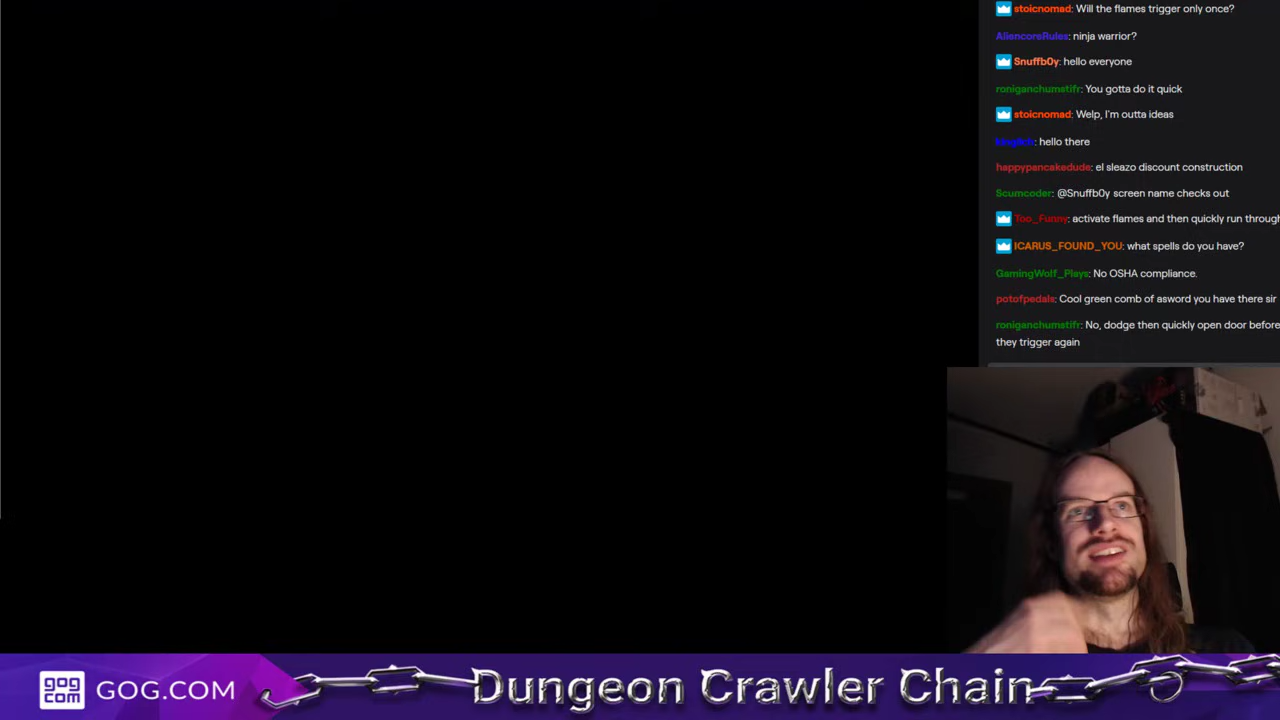 stoicnomad: Will the flames trigger only once?
AliencorsRules: ninja warrior?
Snuffb0y: hello everyone
roniganchumstifr: You gotta do it quick
stoicnomad: Welp, I'm outta ideas
: hello there
happypancakedude: el sleazo discount construction
Scumcoder: @Snuffb0y screen name checks out
Too_Funny: activate flames and then quickly run through
ICARUS_FOUND_YOU: what spells do you have?
GamingWolf_Plays: No OSHA compliance.
potofpedals: Cool green comb of asword you have there sir
roniganchumstifr: No, dodge then quickly open door before
they trigger again
gog
com
GOG.COM
Dungeon Crawler Chain